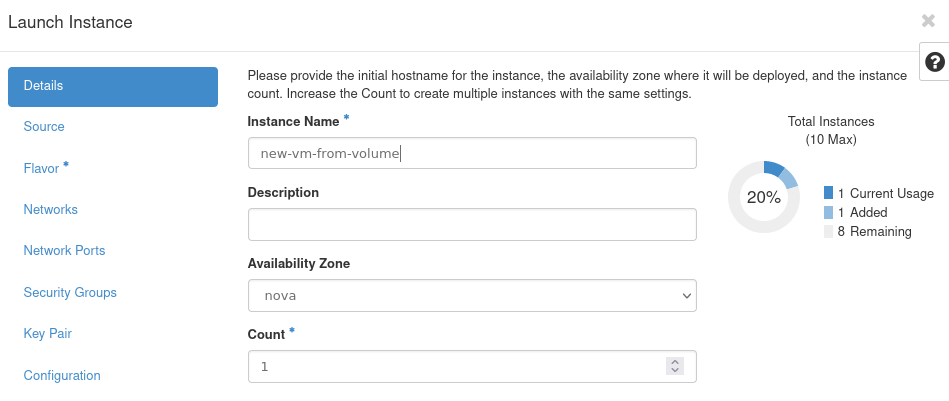 Launch Instance
×
?
Details
Source
Flavor *
Networks
Network Ports
Security Groups
Key Pair
Configuration
Please provide the initial hostname for the instance, the availability zone where it will be deployed, and the instance
count. Increase the Count to create multiple instances with the same settings.
Instance Name *
new-vm-from-volume
Description
Availability Zone
nova
Count *
1
Total Instances
(10 Max)
20%
1 Current Usage
1 Added
8 Remaining